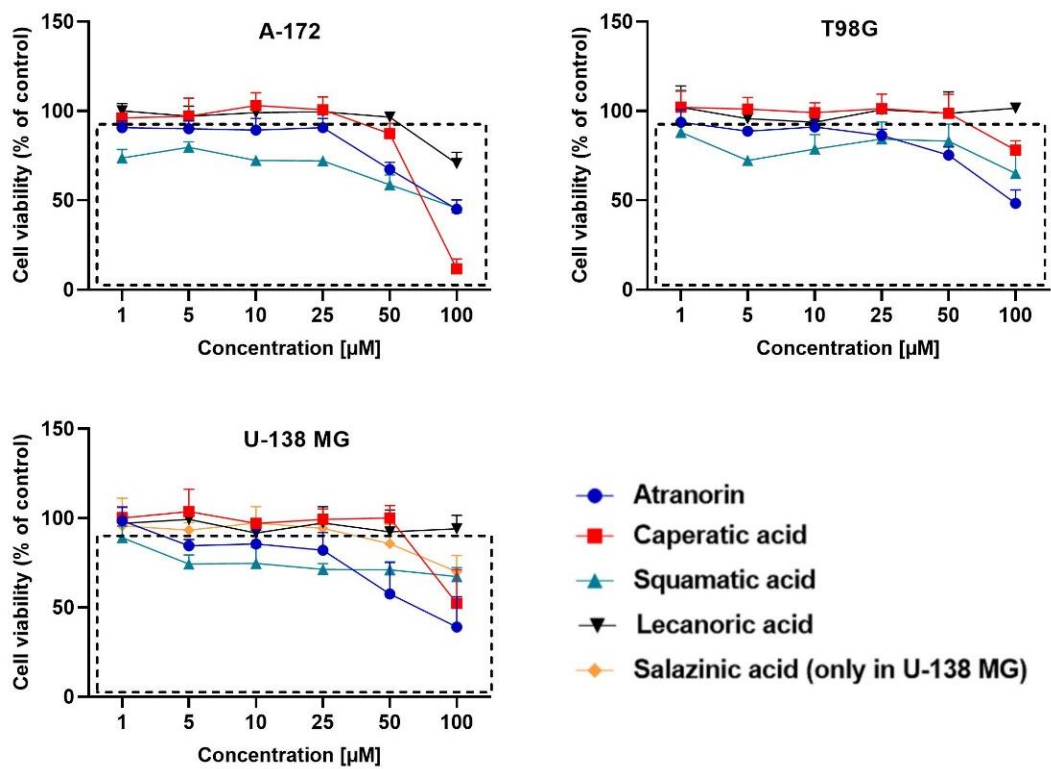 A-172
Cell viability (% of control)
150
100
50
0
1 5 10 25 50 100
Concentration [µM]
T98G
Cell viability (% of control)
150
100
50
0
1 5 10 25 50 100
Concentration [µM]
U-138 MG
Cell viability (% of control)
150
100
50
0
1 5 10 25 50 100
Concentration [µM]
Atranorin
Caperatic acid
Squamatic acid
Lecanoric acid
Salazinic acid (only in U-138 MG)